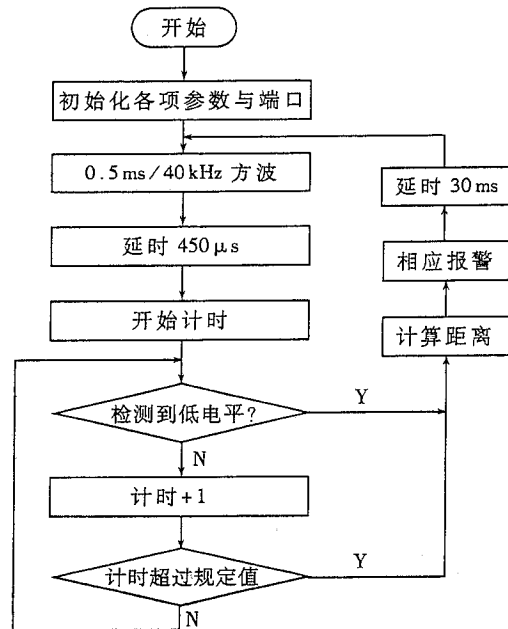 开始
初始化各项参数与端口
0.5ms/40kHz 方波
延时 450μs
开始计时
检测到低电平?
Y
N
计时+1
计时超过规定值
Y
N
延时 30ms
相应报警
计算距离